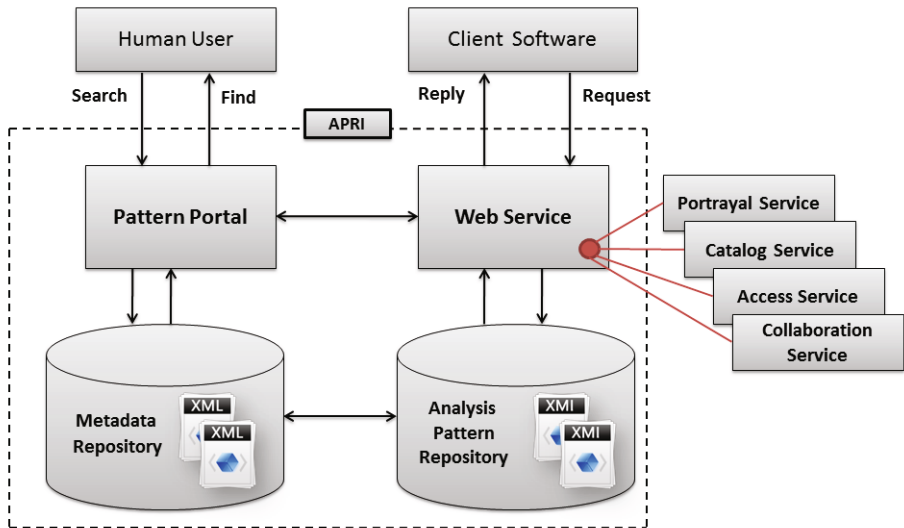 Human User
Client Software
Search
Find
Reply
Request
APRI
Pattern Portal
Web Service
Portrayal Service
Catalog Service
Access Service
Collaboration
Service
Metadata
Repository
XML
XML
Analysis
Pattern
Repository
XMI
XMI